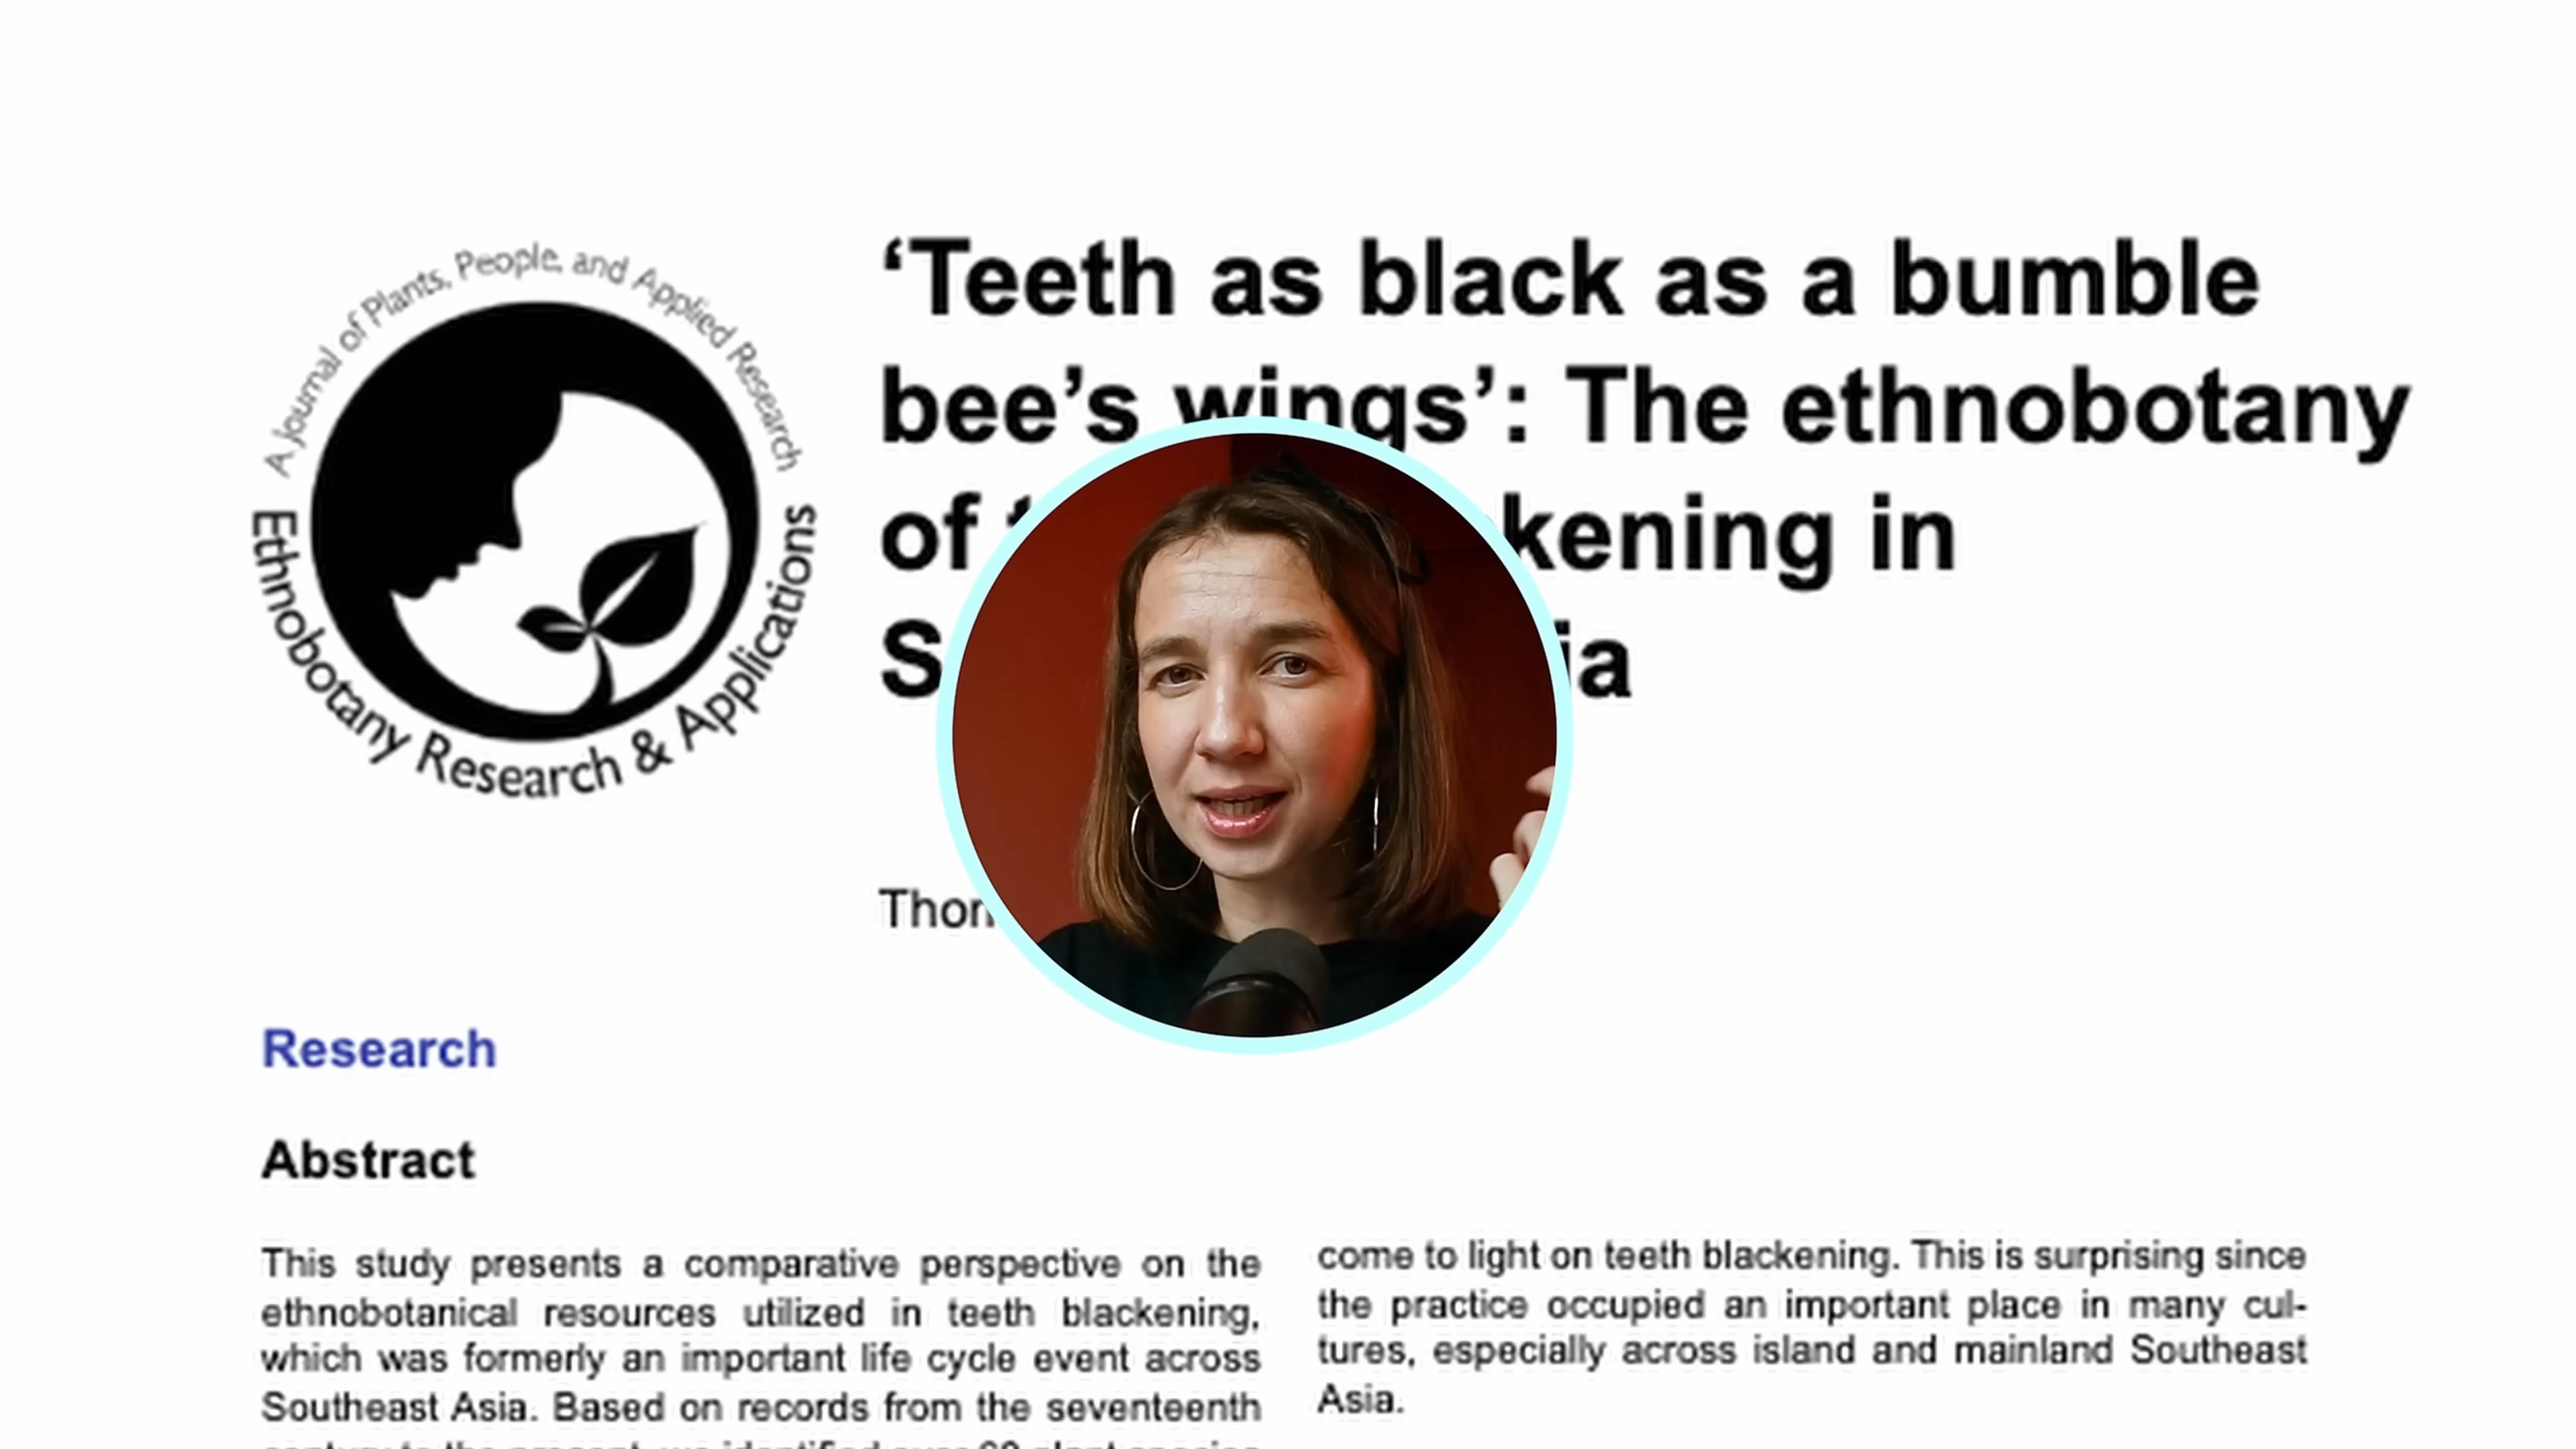 A Journal of Plants, People, and Applied Research
Ethnobotany Research & Applications
‘Teeth as black as a bumble
bee’s wings’: The ethnobotany
of kening in
S ia
Thom
Research
Abstract
This study presents a comparative perspective on the
ethnobotanical resources utilized in teeth blackening,
which was formerly an important life cycle event across
Southeast Asia. Based on records from the seventeenth
come to light on teeth blackening. This is surprising since
the practice occupied an important place in many cul-
tures, especially across island and mainland Southeast
Asia.